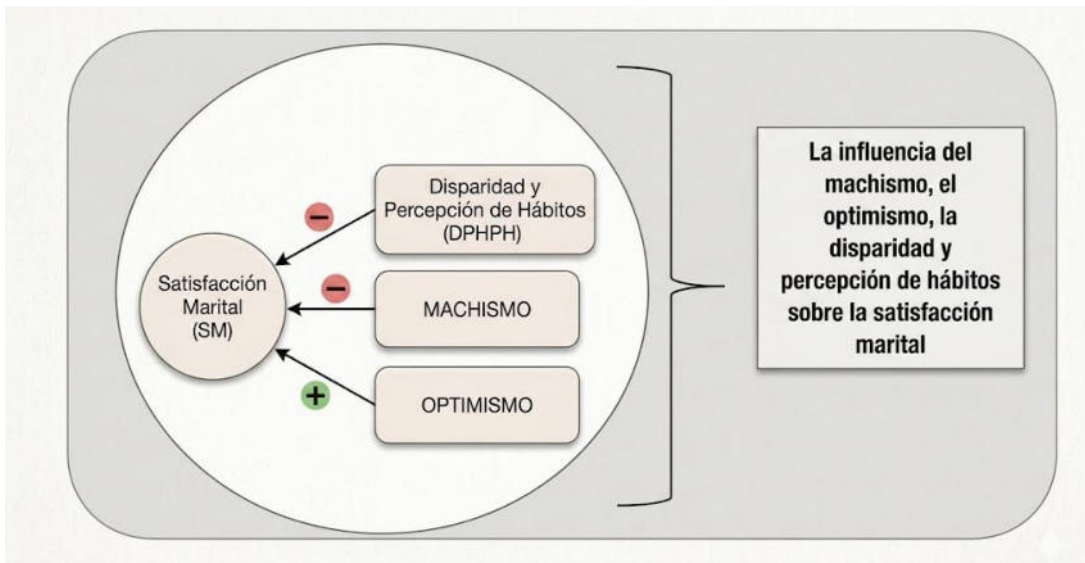 Disparidad y
Percepción de Hábitos
(DPHPH)
Satisfacción
Marital
(SM)
MACHISMO
OPTIMISMO
La influencia del
machismo, el
optimismo, la
disparidad y
percepción de hábitos
sobre la satisfacción
marital